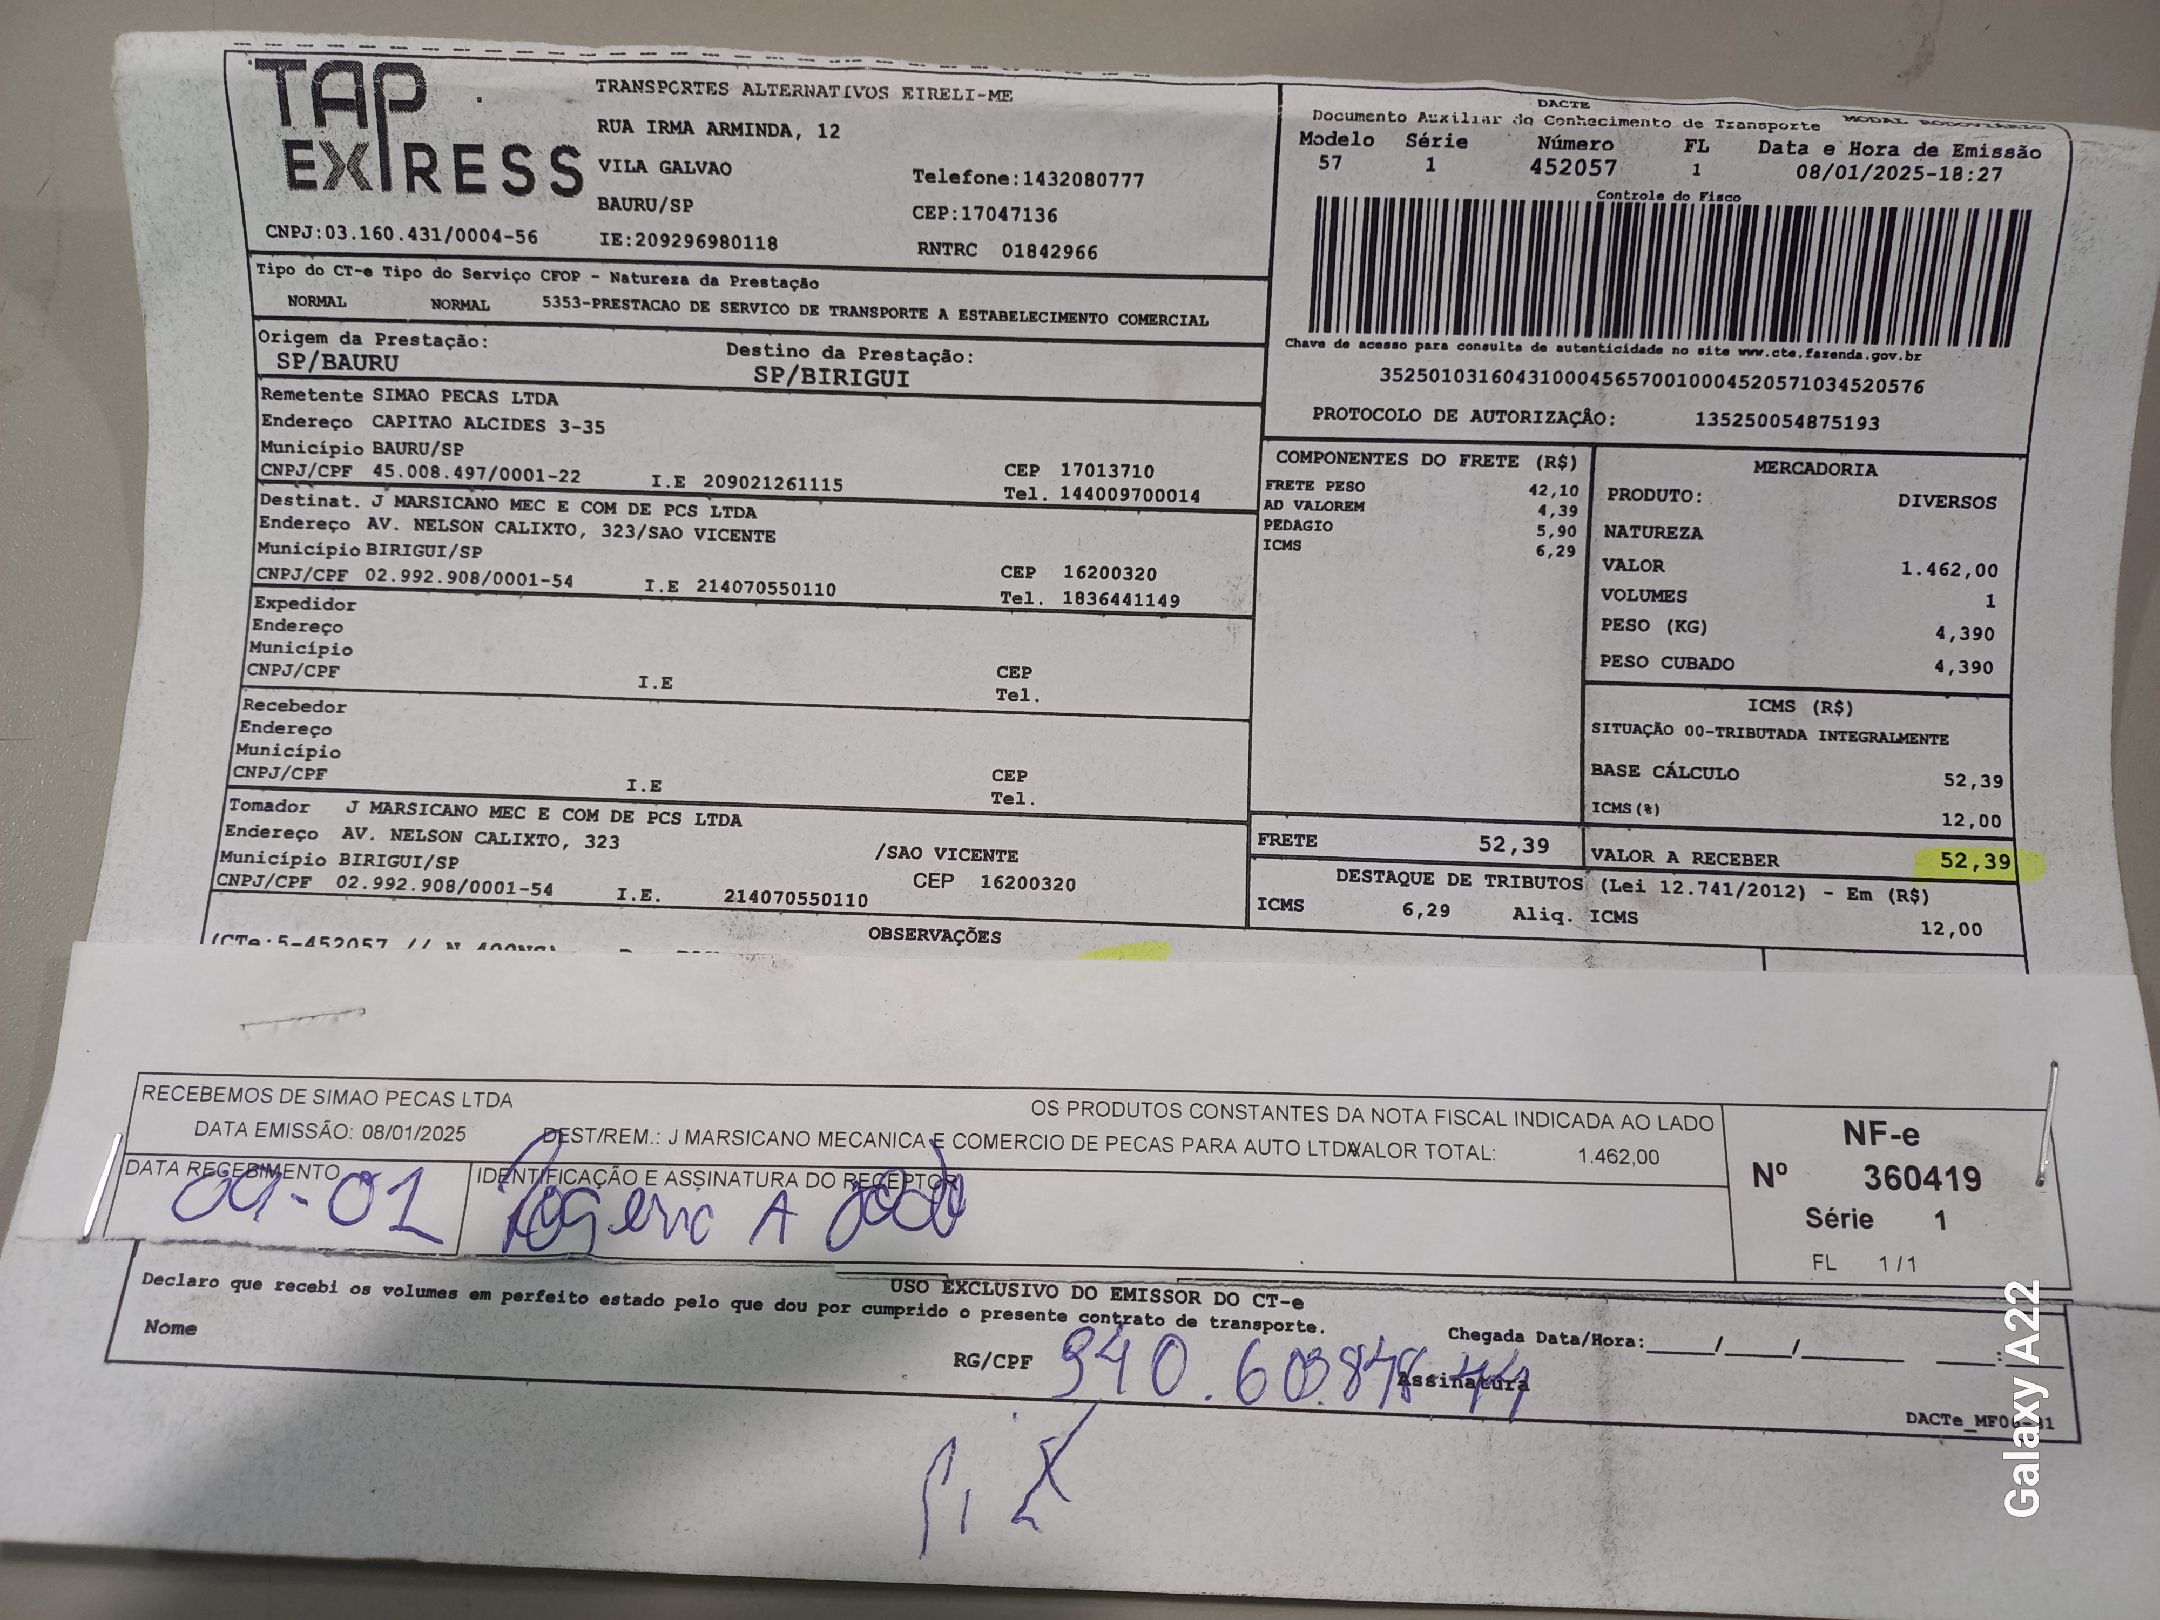 TAP EXPRESS
TRANSPORTES ALTERNATIVOS EIRELI-ME
RUA IRMA ARMINDA, 12
VILA GALVAO
Telefone:1432080777
BAURU/SP
CEP:17047136
CNPJ:03.160.431/0004-56
IE:209296980118
RNTRC 01842966
DACTE
Documento Auxiliar do Conhecimento de Transporte
MODAL RODOVIÁRIO
Modelo Série Número FL Data e Hora de Emissão
57 1 452057 1 08/01/2025-18:27
Controle do Fisco
Chave de acesso para consulta de autenticidade no site www.cte.fazenda.gov.br
35250103160431000456570010004520571034520576
PROTOCOLO DE AUTORIZAÇÂO: 135250054875193
Tipo do CT-e Tipo do Serviço CFOP - Natureza da Prestação
NORMAL NORMAL 5353-PRESTACAO DE SERVICO DE TRANSPORTE A ESTABELECIMENTO COMERCIAL
Origem da Prestação:
SP/BAURU
Destino da Prestação:
SP/BIRIGUI
Remetente SIMAO PECAS LTDA
Endereço CAPITAO ALCIDES 3-35
Município BAURU/SP
CNPJ/CPF 45.008.497/0001-22 I.E 209021261115
CEP 17013710
Tel. 144009700014
Destinat. J MARSICANO MEC E COM DE PCS LTDA
Endereço AV. NELSON CALIXTO, 323/SAO VICENTE
Município BIRIGUI/SP
CNPJ/CPF 02.992.908/0001-54 I.E 214070550110
CEP 16200320
Tel. 1836441149
Expedidor
Endereço
Município
CNPJ/CPF I.E
CEP
Tel.
Recebedor
Endereço
Município
CNPJ/CPF I.E
CEP
Tel.
Tomador J MARSICANO MEC E COM DE PCS LTDA
Endereço AV. NELSON CALIXTO, 323 /SAO VICENTE
Município BIRIGUI/SP
CEP 16200320
CNPJ/CPF 02.992.908/0001-54 I.E. 214070550110
COMPONENTES DO FRETE (R$)
FRETE PESO 42,10
AD VALOREM 4,39
PEDAGIO 5,90
ICMS 6,29
MERCADORIA
PRODUTO: DIVERSOS
NATUREZA
VALOR 1.462,00
VOLUMES 1
PESO (KG) 4,390
PESO CUBADO 4,390
ICMS (R$)
SITUAÇÃO 00-TRIBUTADA INTEGRALMENTE
BASE CÁLCULO 52,39
ICMS(%) 12,00
FRETE 52,39
VALOR A RECEBER 52,39
DESTAQUE DE TRIBUTOS (Lei 12.741/2012) - Em (R$)
ICMS 6,29 Aliq. ICMS 12,00
OBSERVAÇÕES
(CTe:5-452057 //
RECEBEMOS DE SIMAO PECAS LTDA
OS PRODUTOS CONSTANTES DA NOTA FISCAL INDICADA AO LADO
DATA EMISSÃO: 08/01/2025 DEST/REM.: J MARSICANO MECANICA E COMERCIO DE PECAS PARA AUTO LTDA VALOR TOTAL: 1.462,00
DATA RECEBIMENTO
09-01
IDENTIFICAÇÃO E ASSINATURA DO RECEPTOR
Rogerio A
NF-e
Nº 360419
Série 1
FL 1 /1
USO EXCLUSIVO DO EMISSOR DO CT-e
Declaro que recebi os volumes em perfeito estado pelo que dou por cumprido o presente contrato de transporte.
Nome
RG/CPF
Chegada Data/Hora:____/____/______ ____:____
Assinatura
Galaxy A22